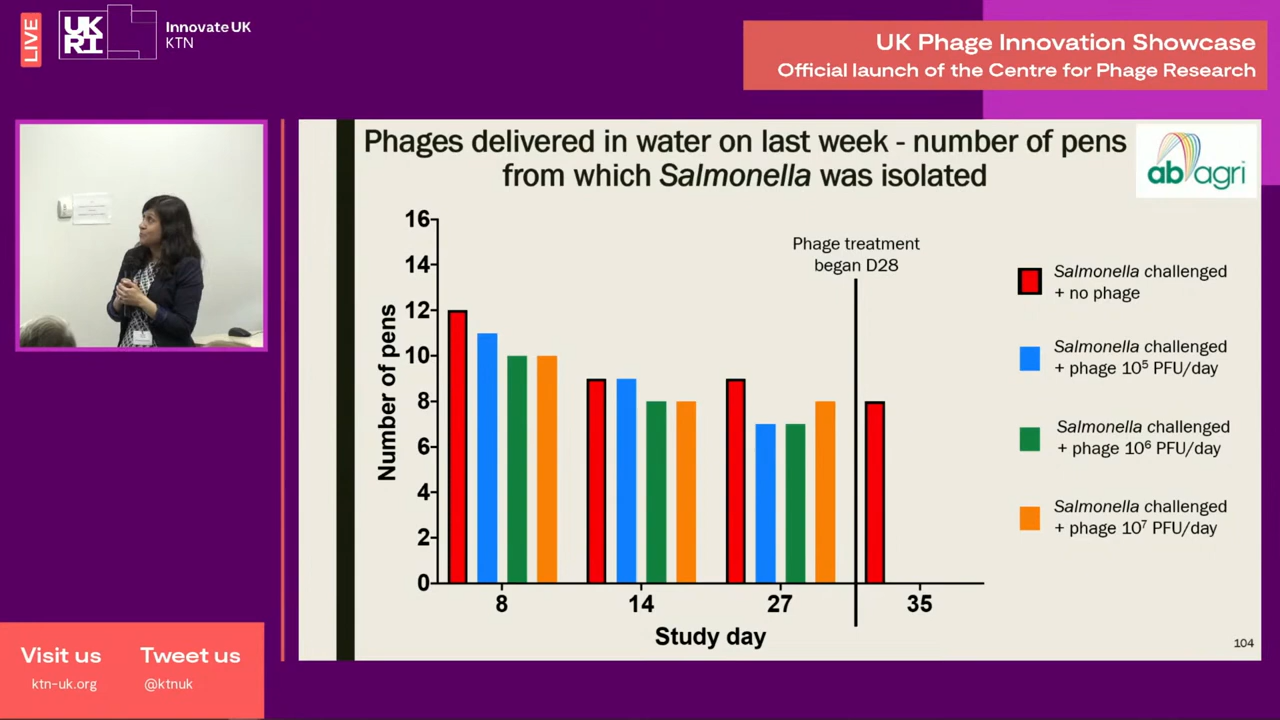 LIVE
UK
RI
Innovate UK
KTN
UK Phage Innovation Showcase
Official launch of the Centre for Phage Research
Phages delivered in water on last week - number of pens
from which Salmonella was isolated
ab agri
Number of pens
16
14
12
10
8
6
4
2
0
Phage treatment
began D28
8
14
27
35
Study day
Salmonella challenged
+ no phage
Salmonella challenged
+ phage 10⁵ PFU/day
Salmonella challenged
+ phage 10⁶ PFU/day
Salmonella challenged
+ phage 10⁷ PFU/day
104
Visit us
ktn-uk.org
Tweet us
@ktnuk